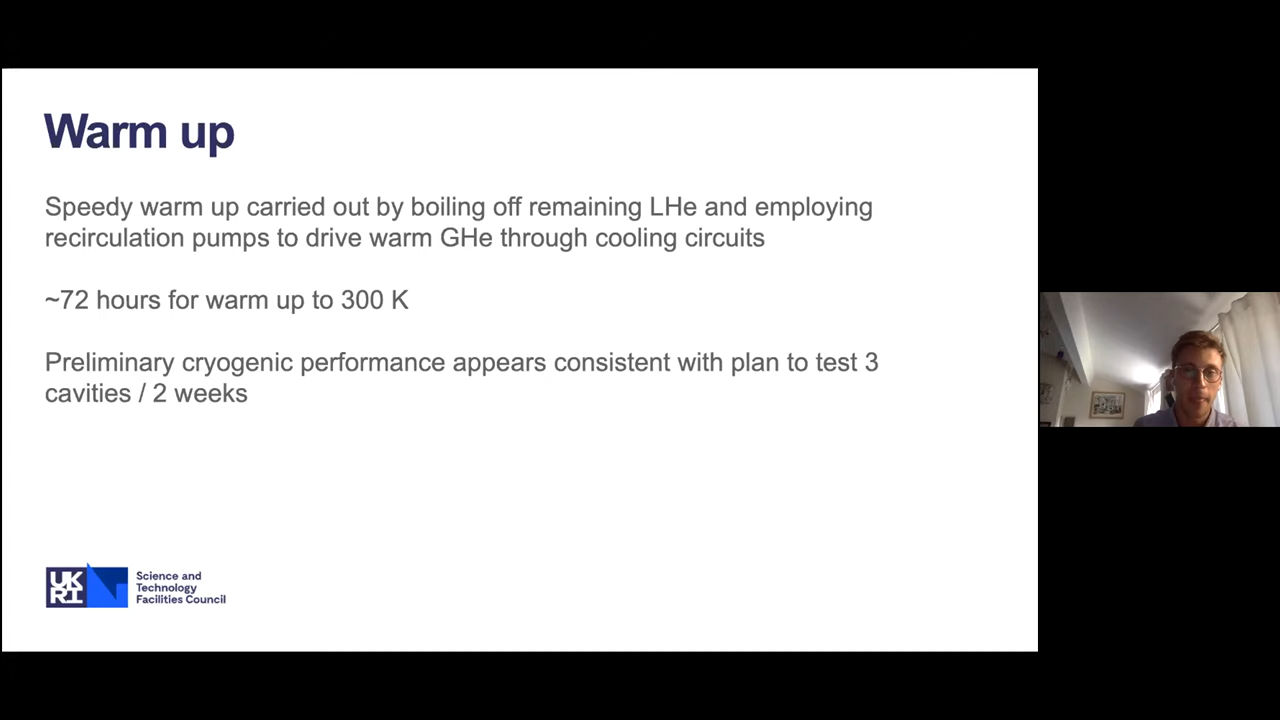 Warm up
Speedy warm up carried out by boiling off remaining LHe and employing
recirculation pumps to drive warm GHe through cooling circuits
~72 hours for warm up to 300 K
Preliminary cryogenic performance appears consistent with plan to test 3
cavities / 2 weeks
UK
RI
Science and
Technology
Facilities Council